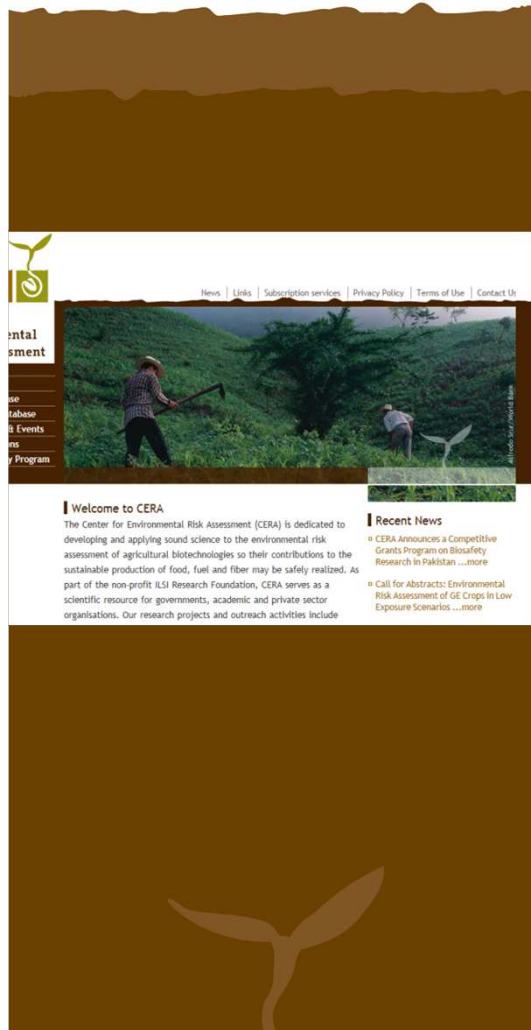 News | Links | Subscription services | Privacy Policy | Terms of Use | Contact Us
ental
sment
se
tabase
& Events
ns
y Program
Alfredo Srur/World Bank
Welcome to CERA
The Center for Environmental Risk Assessment (CERA) is dedicated to
developing and applying sound science to the environmental risk
assessment of agricultural biotechnologies so their contributions to the
sustainable production of food, fuel and fiber may be safely realized. As
part of the non-profit ILSI Research Foundation, CERA serves as a
scientific resource for governments, academic and private sector
organisations. Our research projects and outreach activities include
Recent News
CERA Announces a Competitive
Grants Program on Biosafety
Research in Pakistan ...more
Call for Abstracts: Environmental
Risk Assessment of GE Crops in Low
Exposure Scenarios ...more